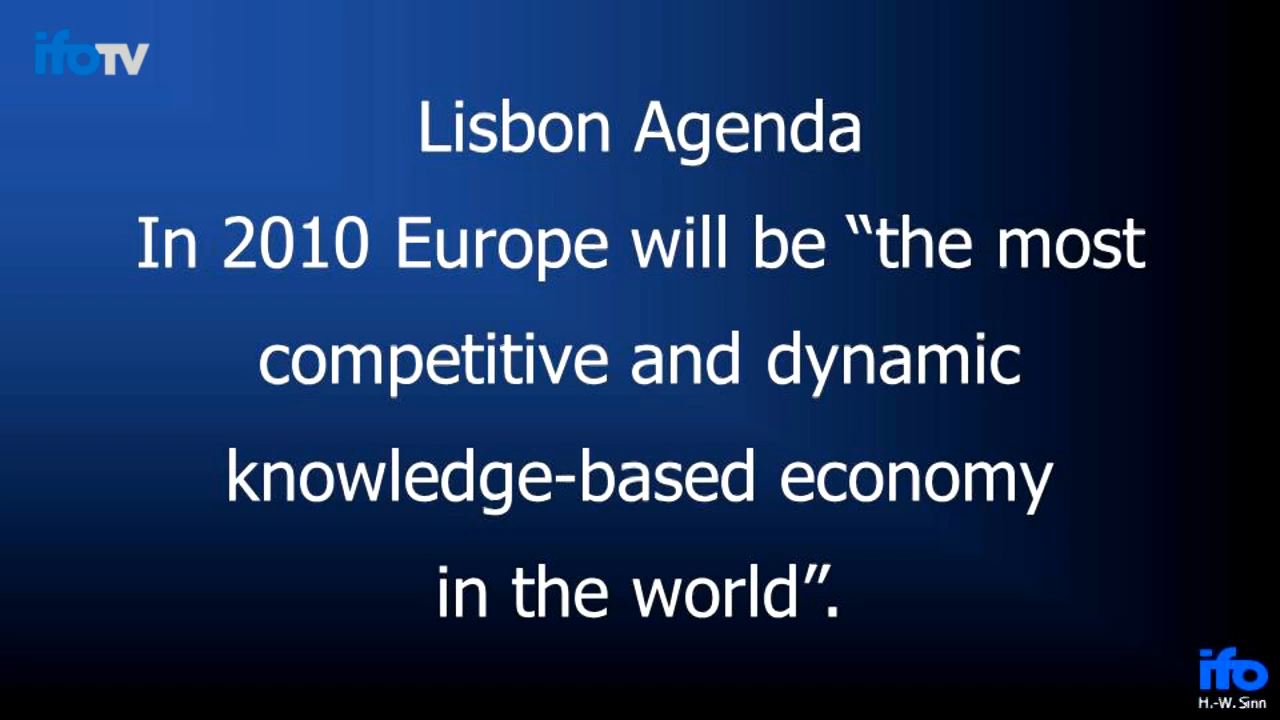 ifoTV
Lisbon Agenda
In 2010 Europe will be “the most
competitive and dynamic
knowledge-based economy
in the world”.
ifo
H.-W. Sinn